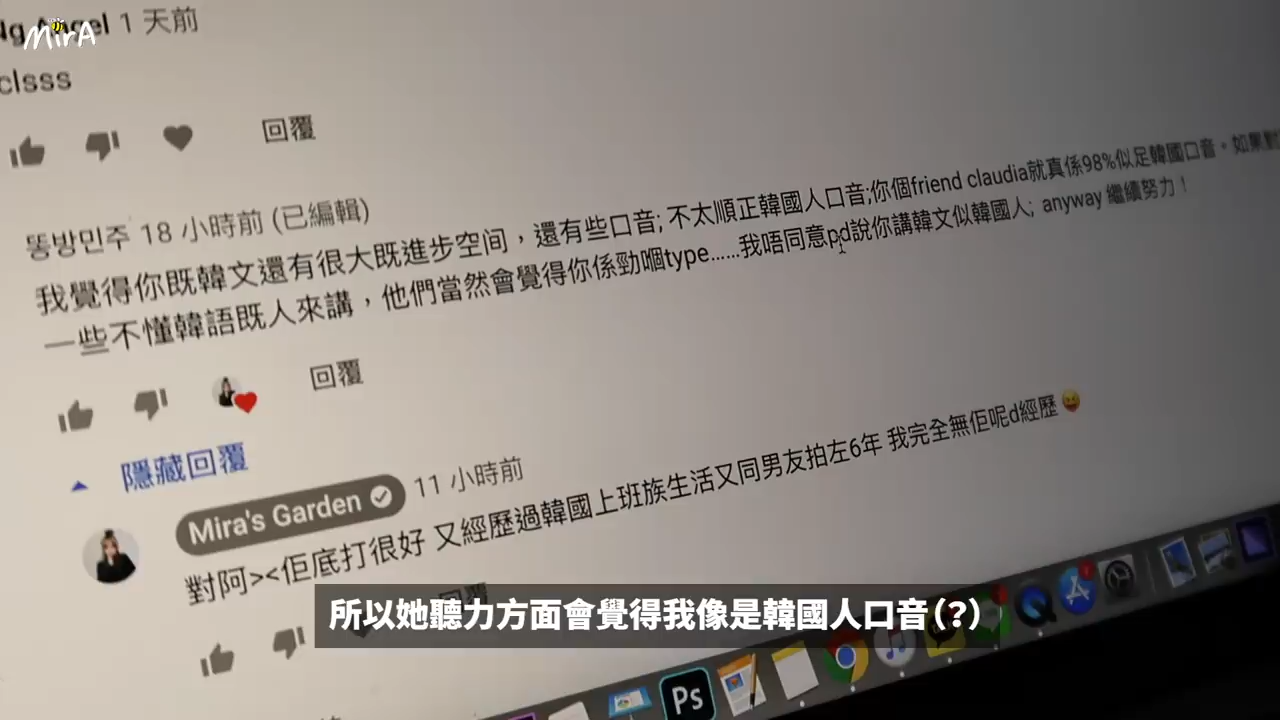 MirA
Ng Angel 1 天前
clsss
回覆
똥방민주 18 小時前 (已編輯)
我覺得你既韓文還有很大既進步空间，還有些口音; 不太順正韓國人口音;你個friend claudia就真係98%似足韓國口音。如果對
一些不懂韓語既人來講，他們當然會覺得你係勁嗰type......我唔同意pd說你講韓文似韓國人; anyway 繼續努力！
回覆
隱藏回覆
Mira's Garden 11 小時前
對阿><佢底打很好 又經歷過韓國上班族生活又同男友拍左6年 我完全無佢呢d經歷
回覆
所以她聽力方面會覺得我像是韓國人口音(?)
Ps